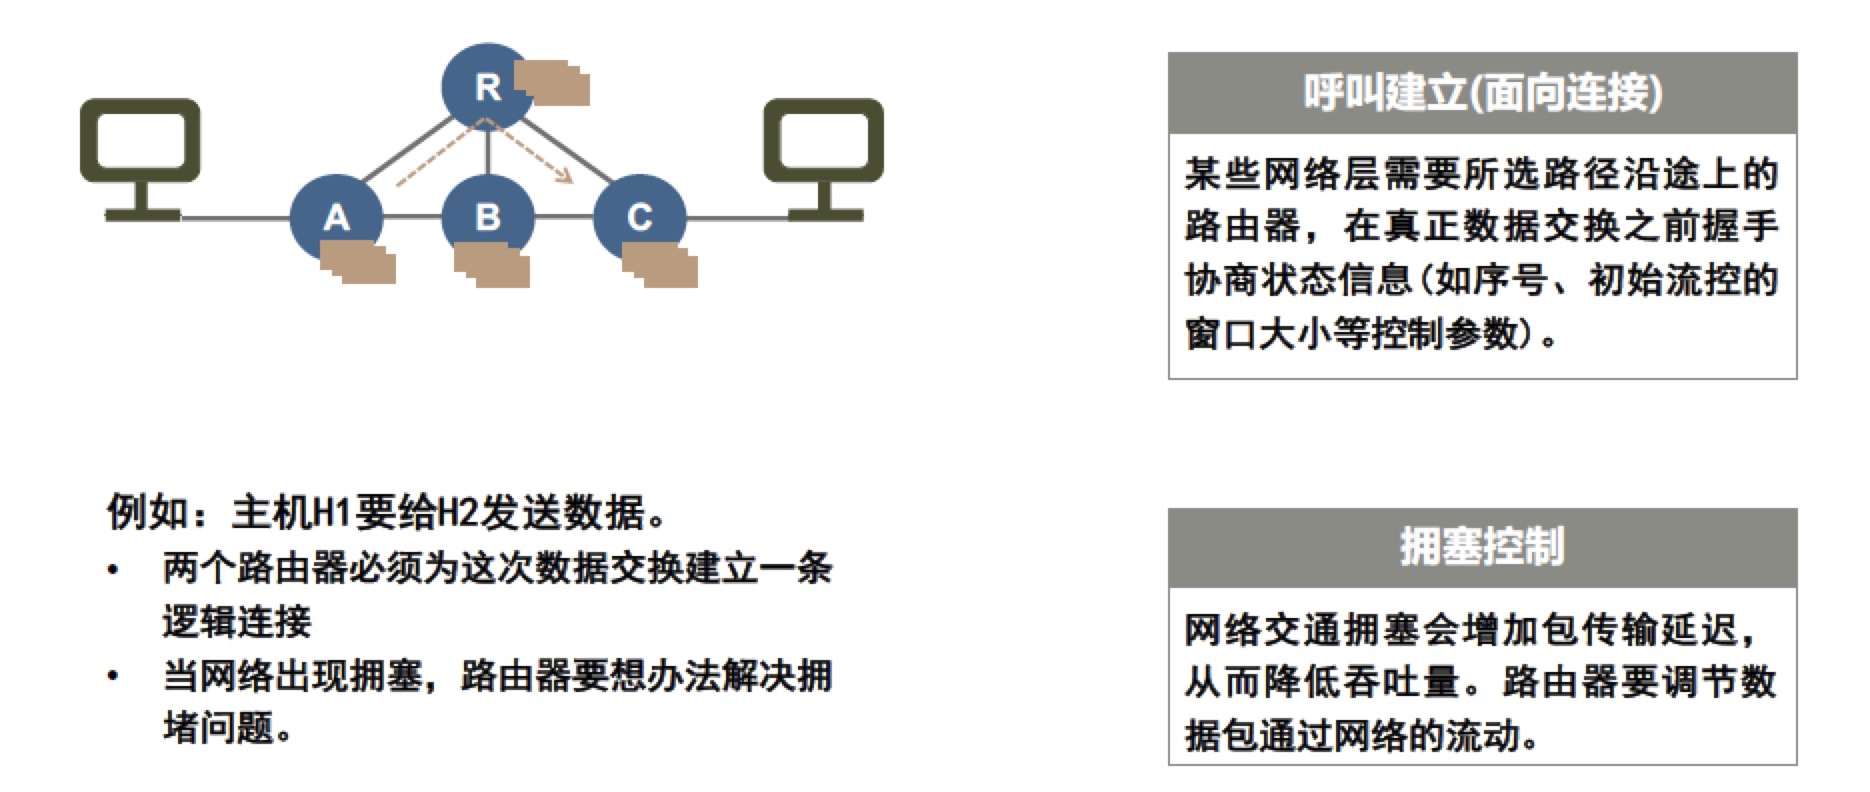 R
A
B
C
呼叫建立(面向连接)
某些网络层需要所选路径沿途上的
路由器，在真正数据交换之前握手
协商状态信息(如序号、初始流控的
窗口大小等控制参数)。
例如：主机H1要给H2发送数据。
• 两个路由器必须为这次数据交换建立一条
逻辑连接
• 当网络出现拥塞，路由器要想办法解决拥
堵问题。
拥塞控制
网络交通拥塞会增加包传输延迟，
从而降低吞吐量。路由器要调节数
据包通过网络的流动。